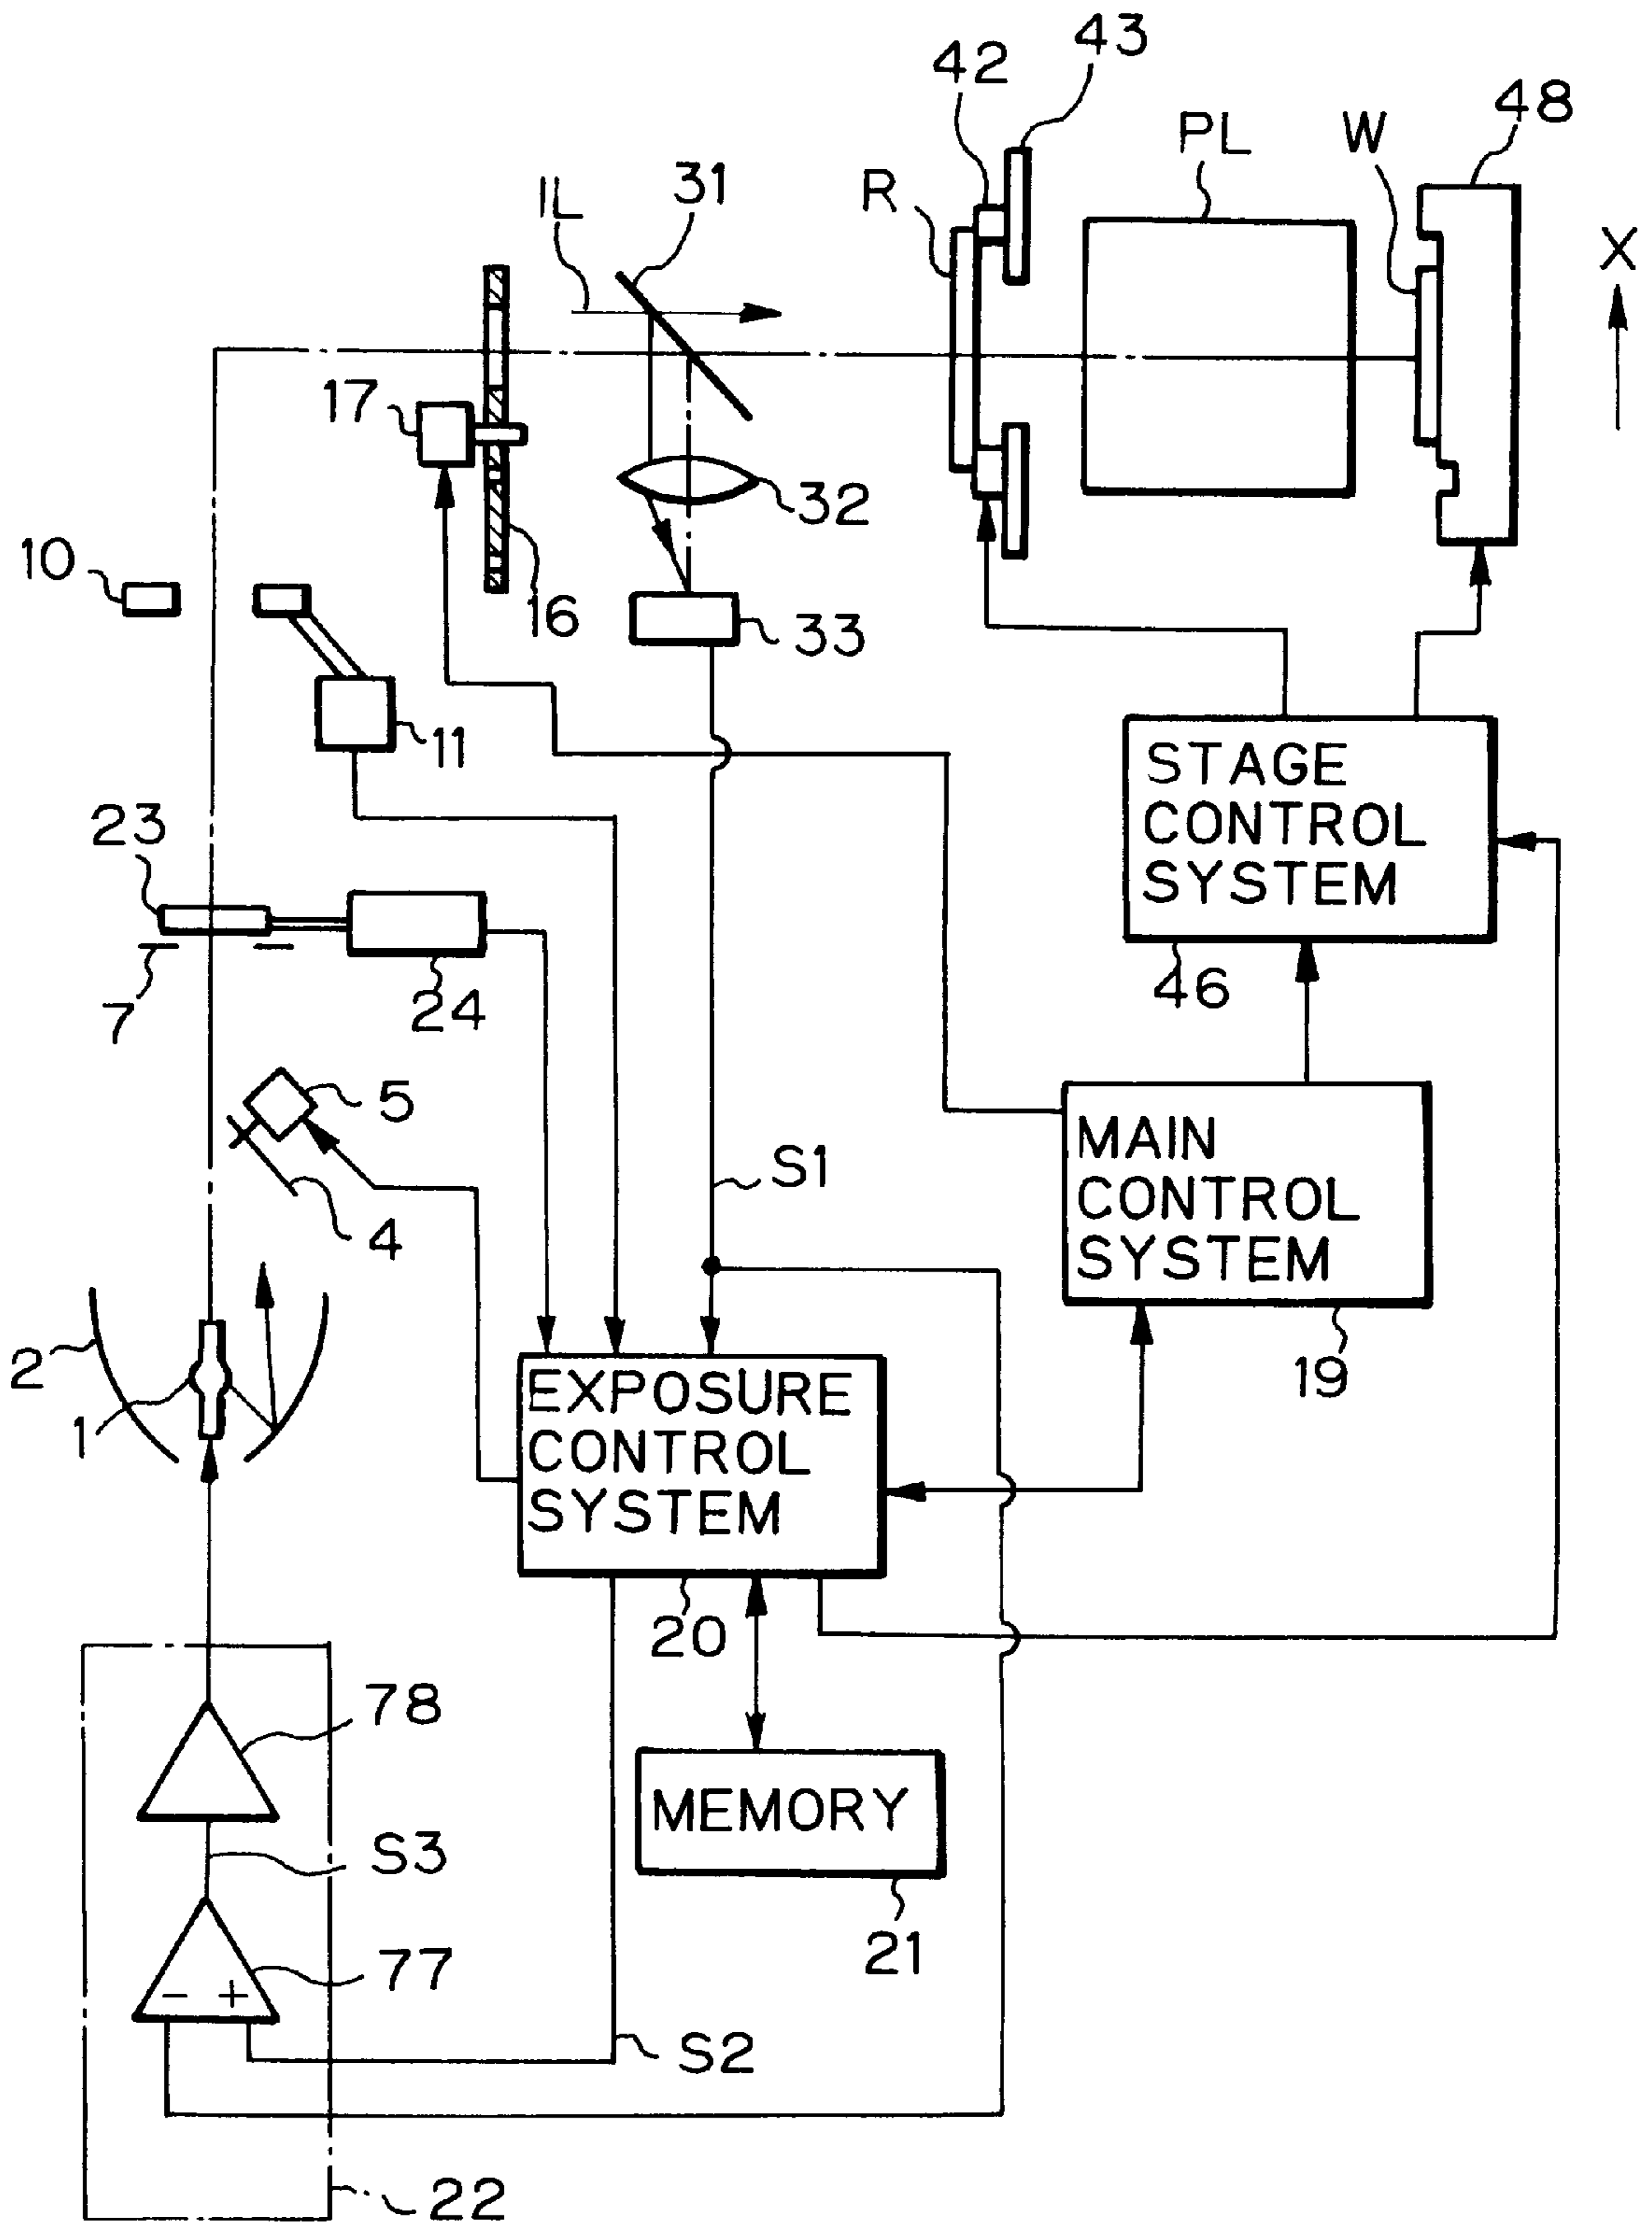 43
42
48
PL
W
31
IL
R
X
17
32
10
16
33
11
STAGE
CONTROL
SYSTEM
23
46
24
7
5
MAIN
CONTROL
SYSTEM
S1
4
2
19
1
EXPOSURE
CONTROL
SYSTEM
20
78
MEMORY
S3
21
77
- +
S2
22